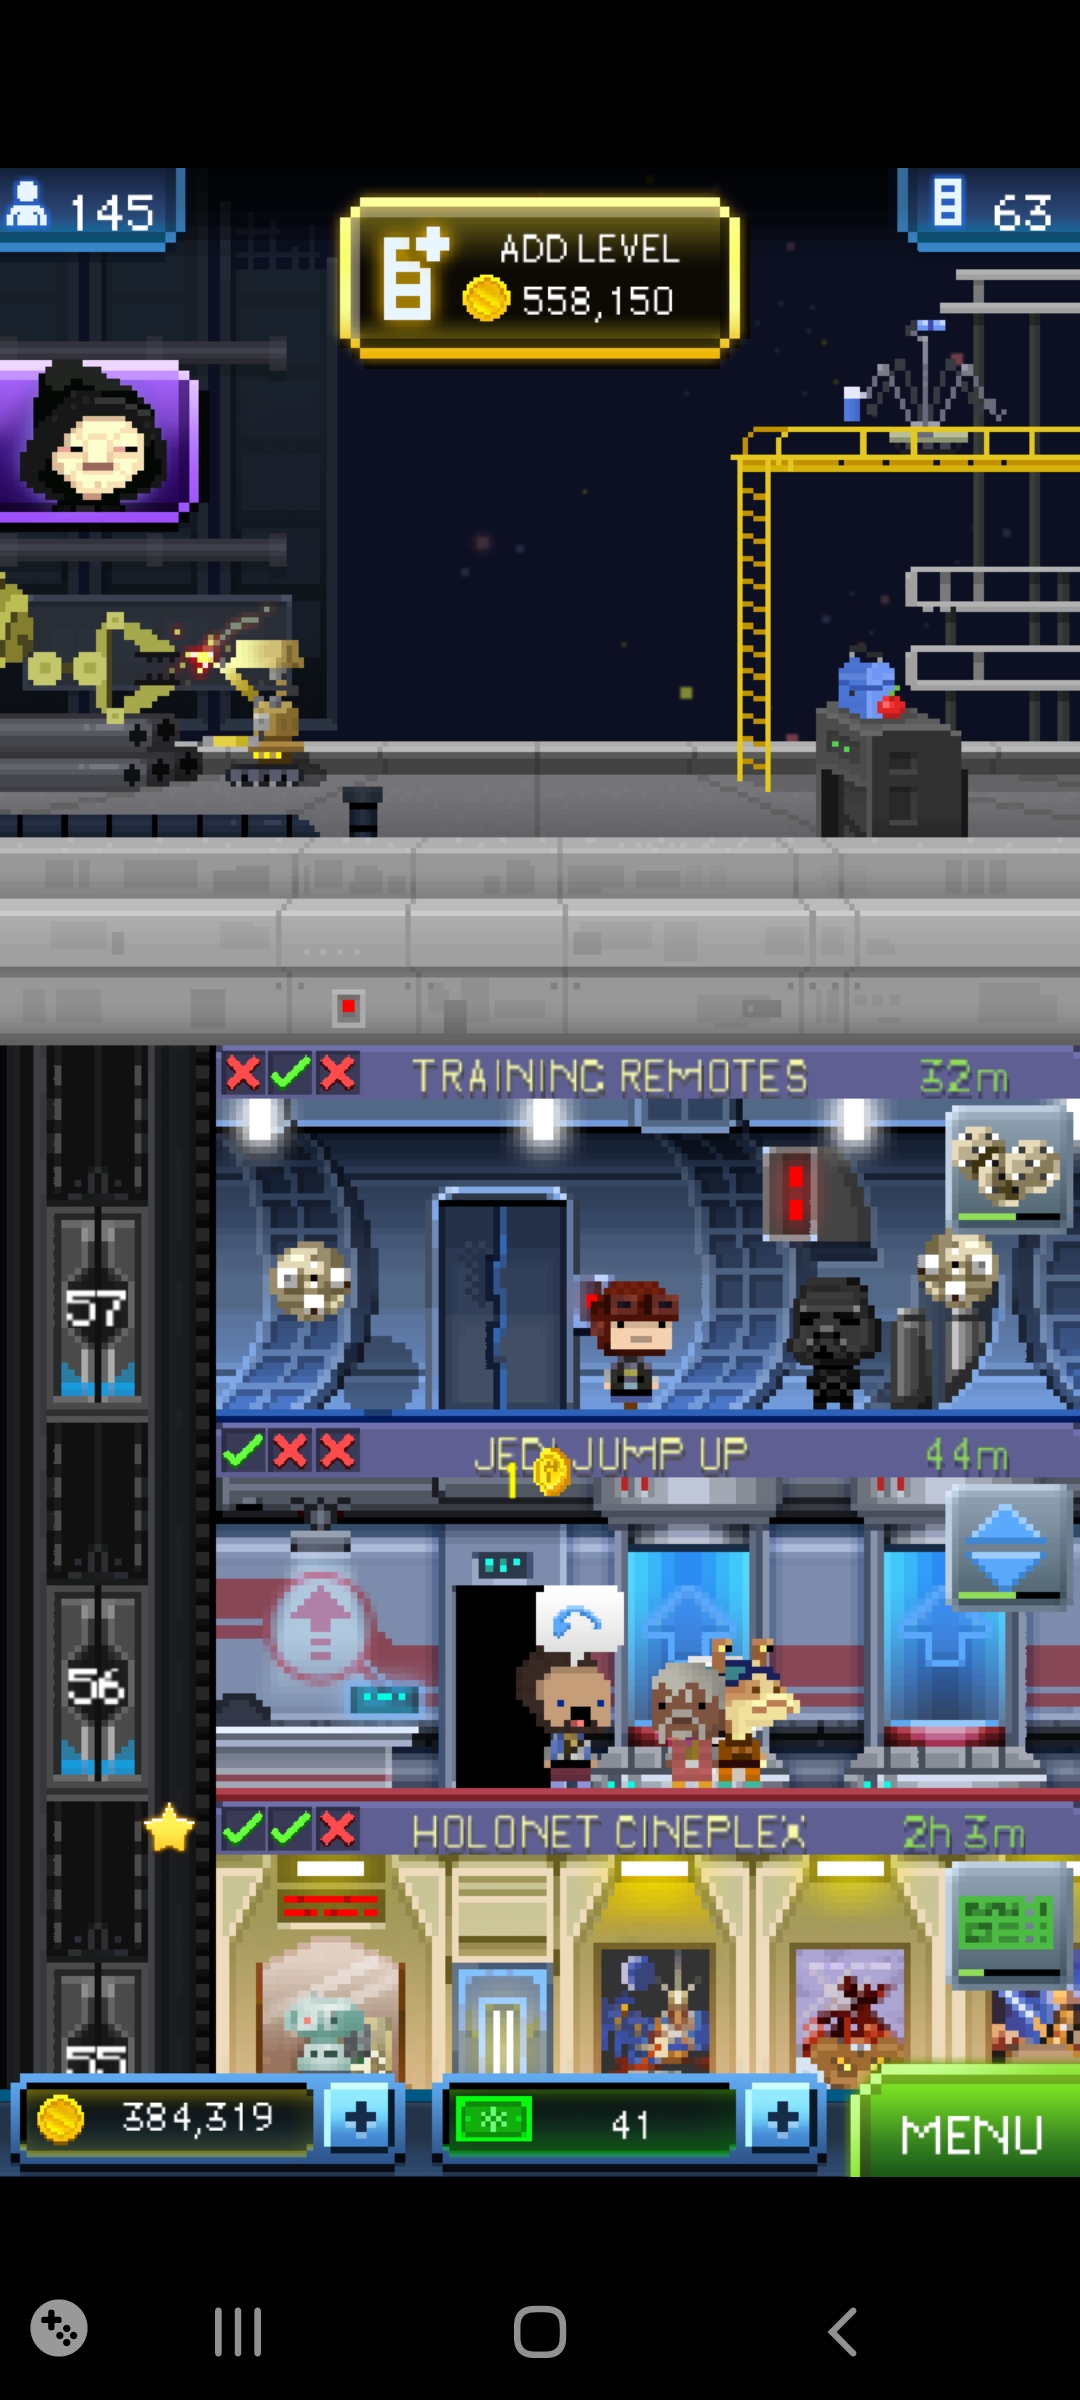 145
ADD LEVEL
558,150
63
TRAINING REMOTES 32m
57
JEDI JUMP UP 44m
1
56
HOLONET CINEPLEX 2h 3m
55
384,319
41
MENU